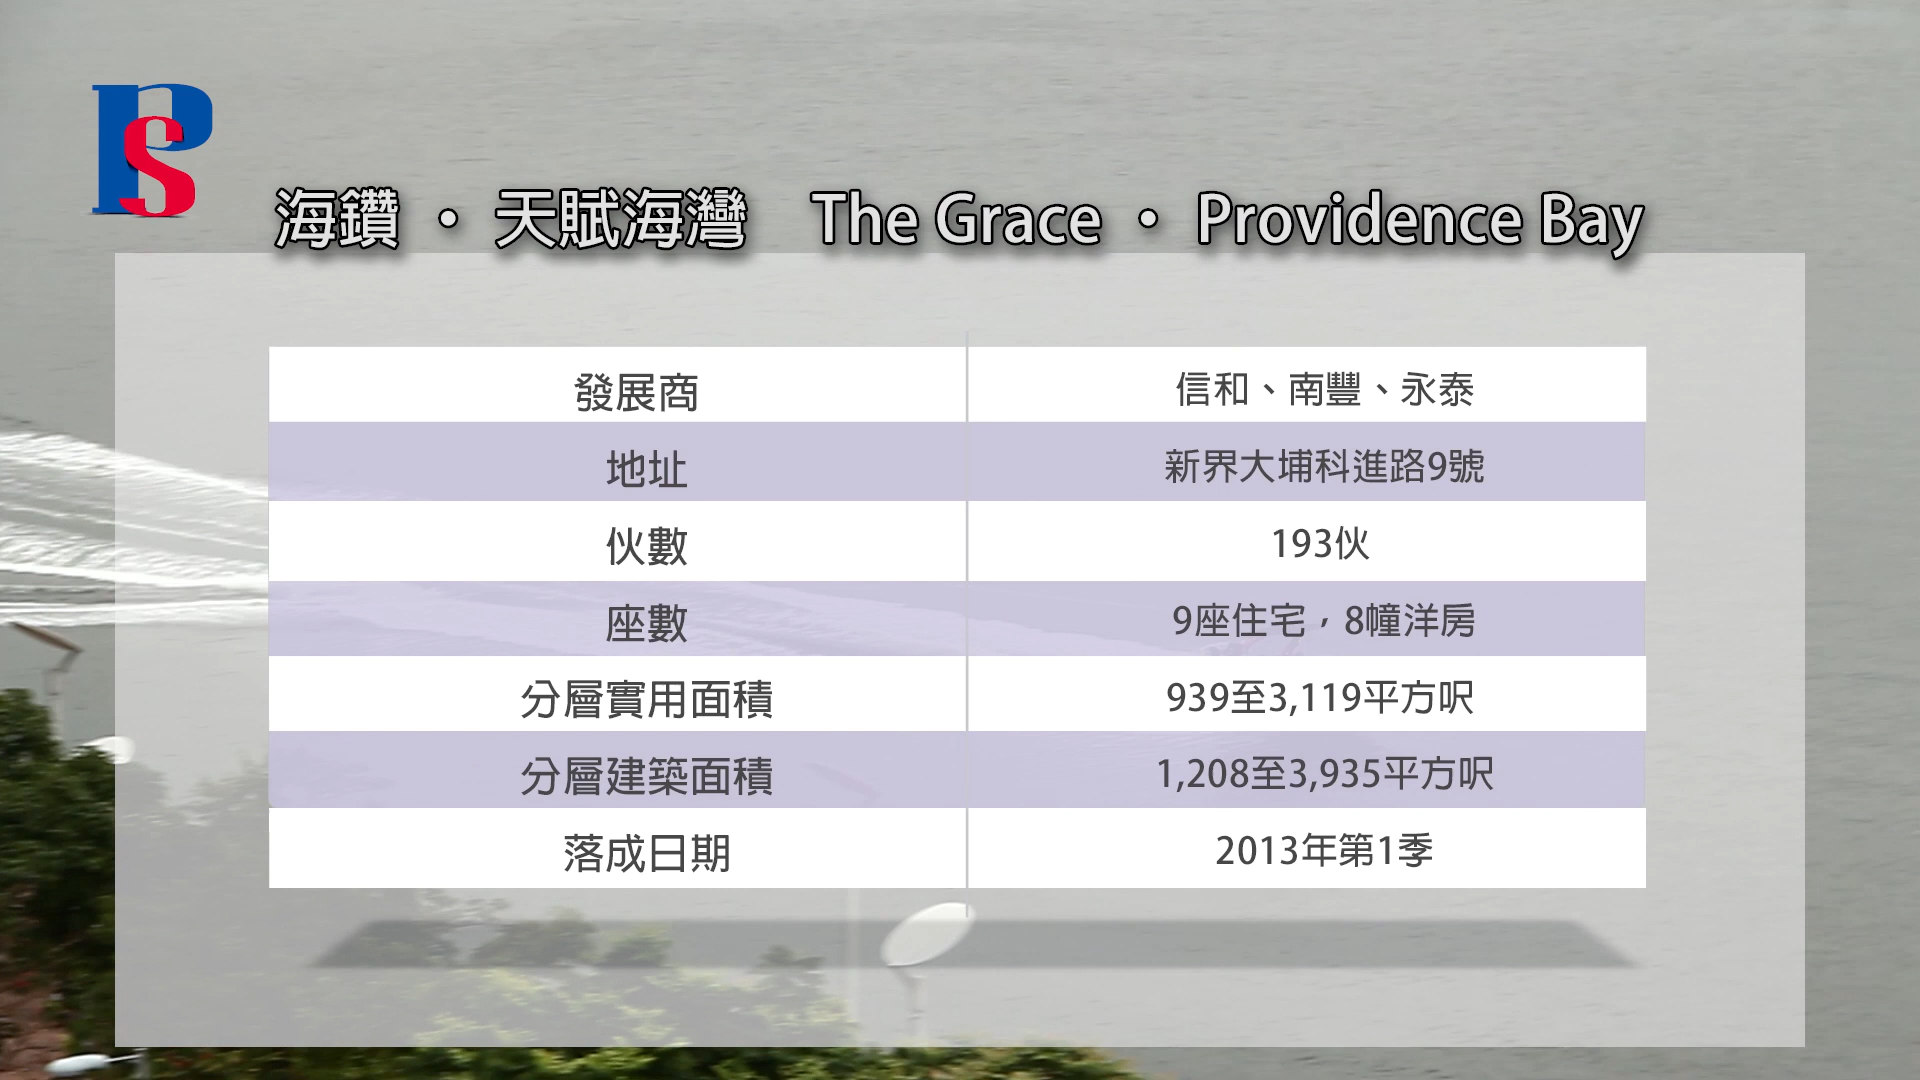 PS
海鑽 · 天賦海灣 The Grace · Providence Bay
發展商 信和、南豐、永泰
地址 新界大埔科進路9號
伙數 193伙
座數 9座住宅，8幢洋房
分層實用面積 939至3,119平方呎
分層建築面積 1,208至3,935平方呎
落成日期 2013年第1季